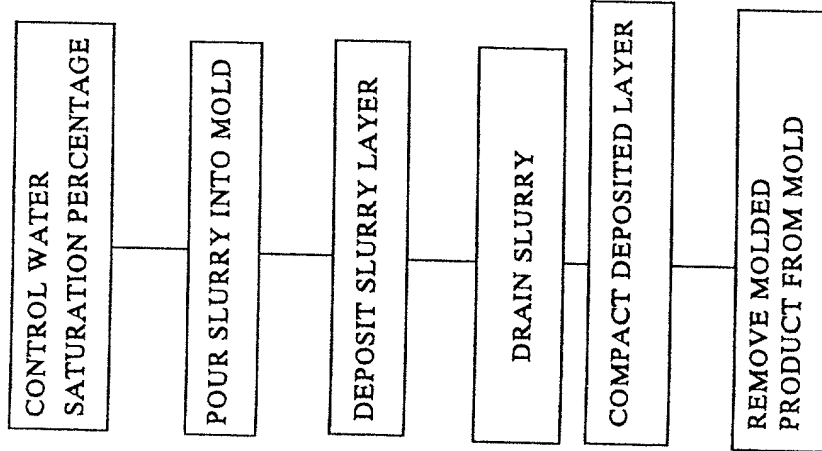 CONTROL WATER
SATURATION PERCENTAGE
POUR SLURRY INTO MOLD
DEPOSIT SLURRY LAYER
DRAIN SLURRY
COMPACT DEPOSITED LAYER
REMOVE MOLDED
PRODUCT FROM MOLD